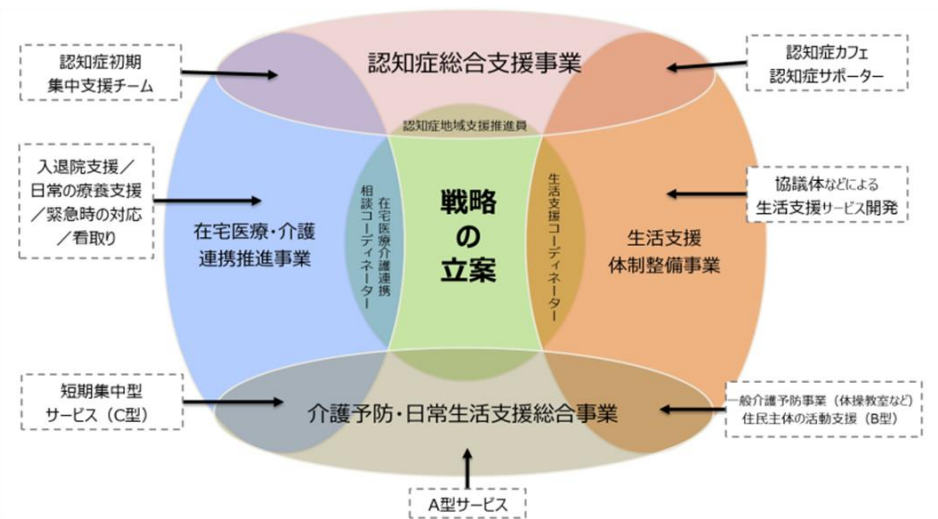 認知症初期
集中支援チーム
認知症総合支援事業
認知症カフェ
認知症サポーター
認知症地域支援推進員
入退院支援／
日常の療養支援
／緊急時の対応
／看取り
在宅医療・介護
連携推進事業
在宅医療介護連携
相談コーディネーター
戦略
の
立案
生活支援コーディネーター
協議体などによる
生活支援サービス開発
生活支援
体制整備事業
短期集中型
サービス（C型）
介護予防・日常生活支援総合事業
一般介護予防事業（体操教室など）
住民主体の活動支援（B型）
A型サービス